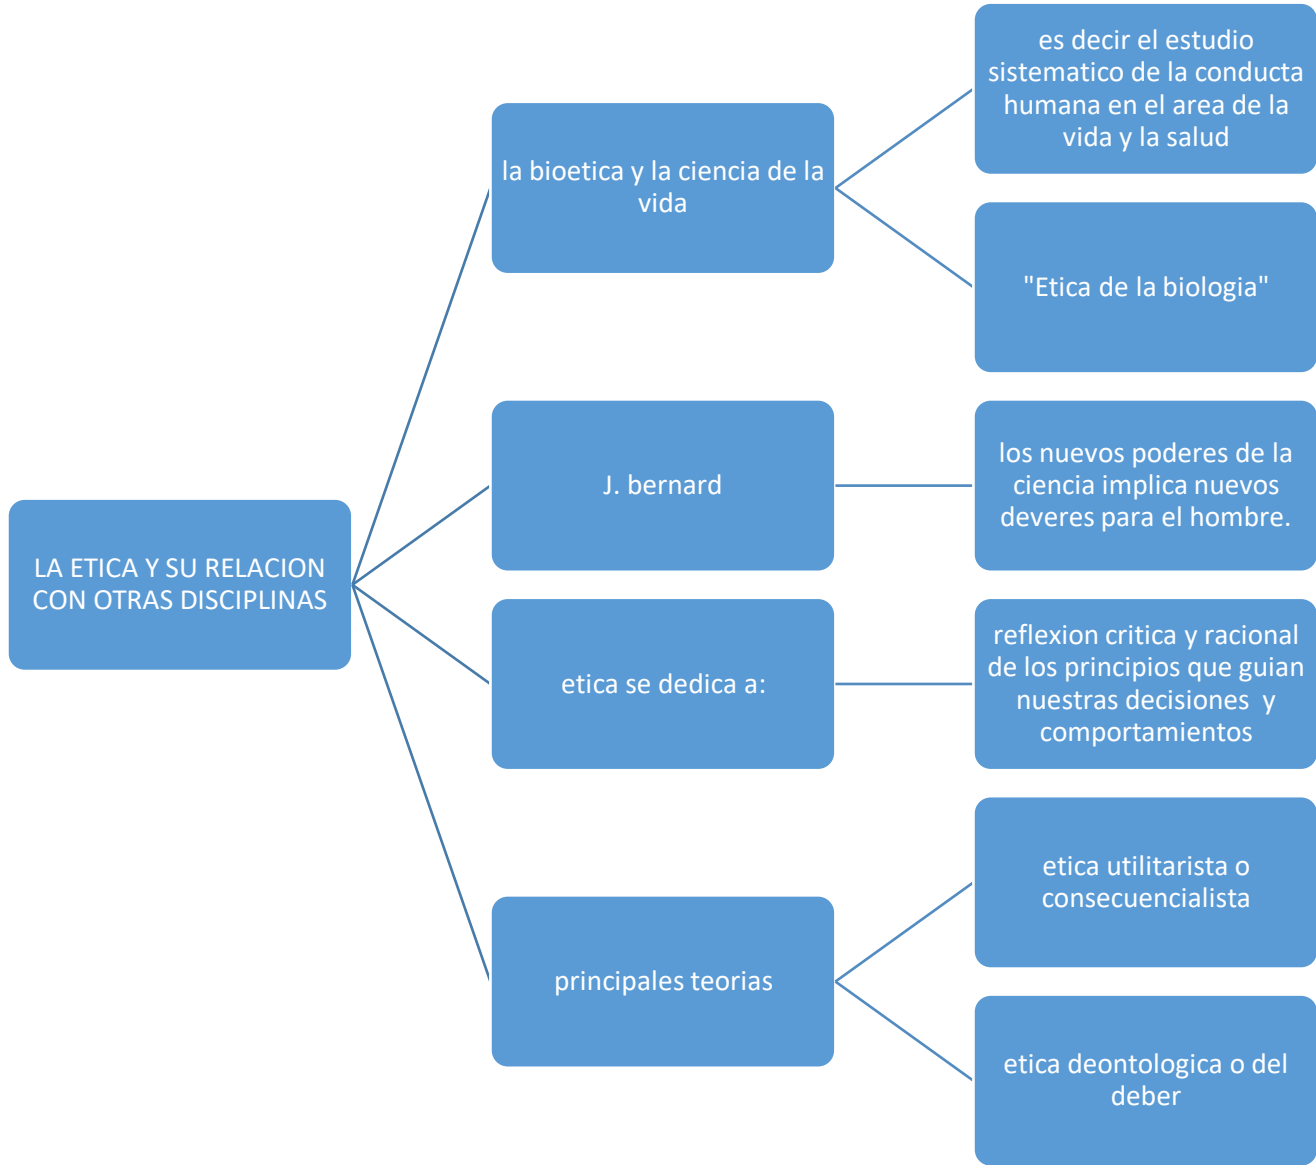 LA ETICA Y SU RELACION
CON OTRAS DISCIPLINAS
la bioetica y la ciencia de la
vida
es decir el estudio
sistematico de la conducta
humana en el area de la
vida y la salud
"Etica de la biologia"
J. bernard
los nuevos poderes de la
ciencia implica nuevos
deveres para el hombre.
etica se dedica a:
reflexion critica y racional
de los principios que guian
nuestras decisiones y
comportamientos
principales teorias
etica utilitarista o
consecuencialista
etica deontologica o del
deber